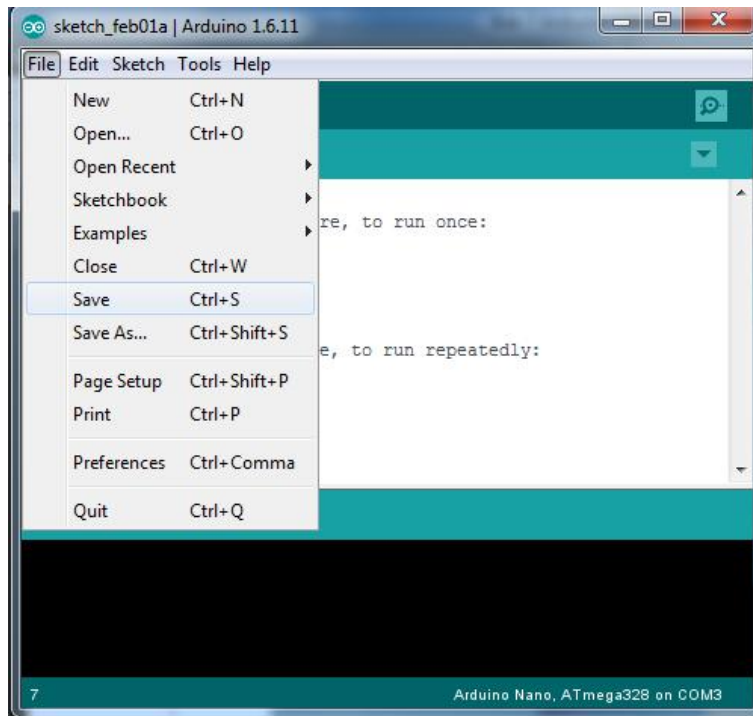 sketch_feb01a | Arduino 1.6.11
File Edit Sketch Tools Help
New Ctrl+N
Open... Ctrl+O
Open Recent
Sketchbook
Examples
Close Ctrl+W
Save Ctrl+S
Save As... Ctrl+Shift+S
Page Setup Ctrl+Shift+P
Print Ctrl+P
Preferences Ctrl+Comma
Quit Ctrl+Q
re, to run once:
e, to run repeatedly:
7 Arduino Nano, ATmega328 on COM3